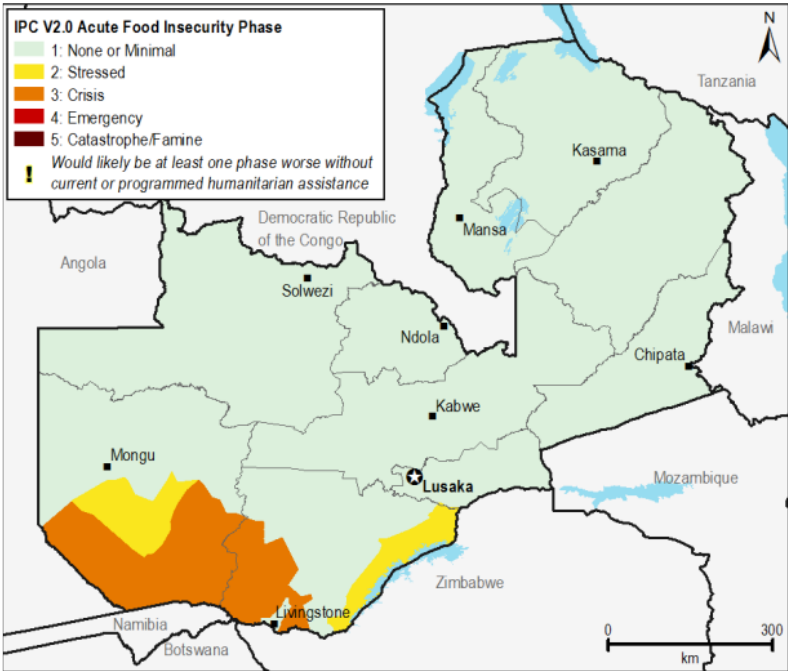 IPC V2.0 Acute Food Insecurity Phase
1: None or Minimal
2: Stressed
3: Crisis
4: Emergency
5: Catastrophe/Famine
! Would likely be at least one phase worse without
current or programmed humanitarian assistance
N
Tanzania
Kasama
Democratic Republic
of the Congo
Mansa
Angola
Solwezi
Ndola
Malawi
Chipata
Kabwe
Mongu
Lusaka
Mozambique
Zimbabwe
Livingstone
Namibia
Botswana
0 300
km